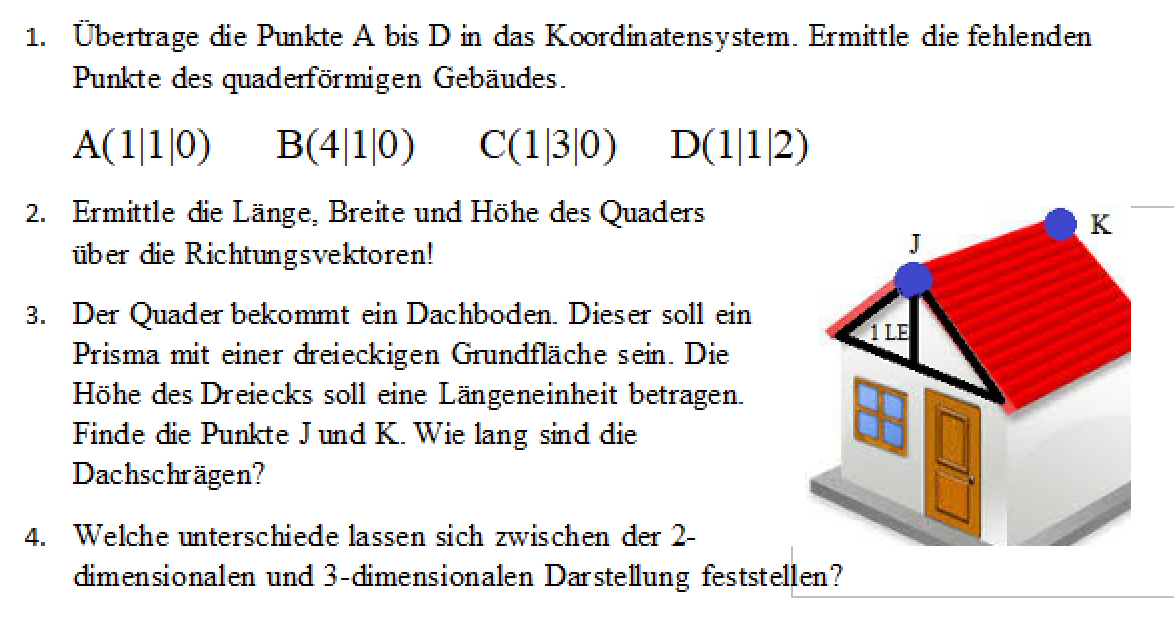 1. Übertrage die Punkte A bis D in das Koordinatensystem. Ermittle die fehlenden
Punkte des quaderförmigen Gebäudes.
A(1|1|0) B(4|1|0) C(1|3|0) D(1|1|2)
2. Ermittle die Länge, Breite und Höhe des Quaders
über die Richtungsvektoren!
3. Der Quader bekommt ein Dachboden. Dieser soll ein
Prisma mit einer dreieckigen Grundfläche sein. Die
Höhe des Dreiecks soll eine Längeneinheit betragen.
Finde die Punkte J und K. Wie lang sind die
Dachschrägen?
4. Welche unterschiede lassen sich zwischen der 2-
dimensionalen und 3-dimensionalen Darstellung feststellen?
K
J
1 LE